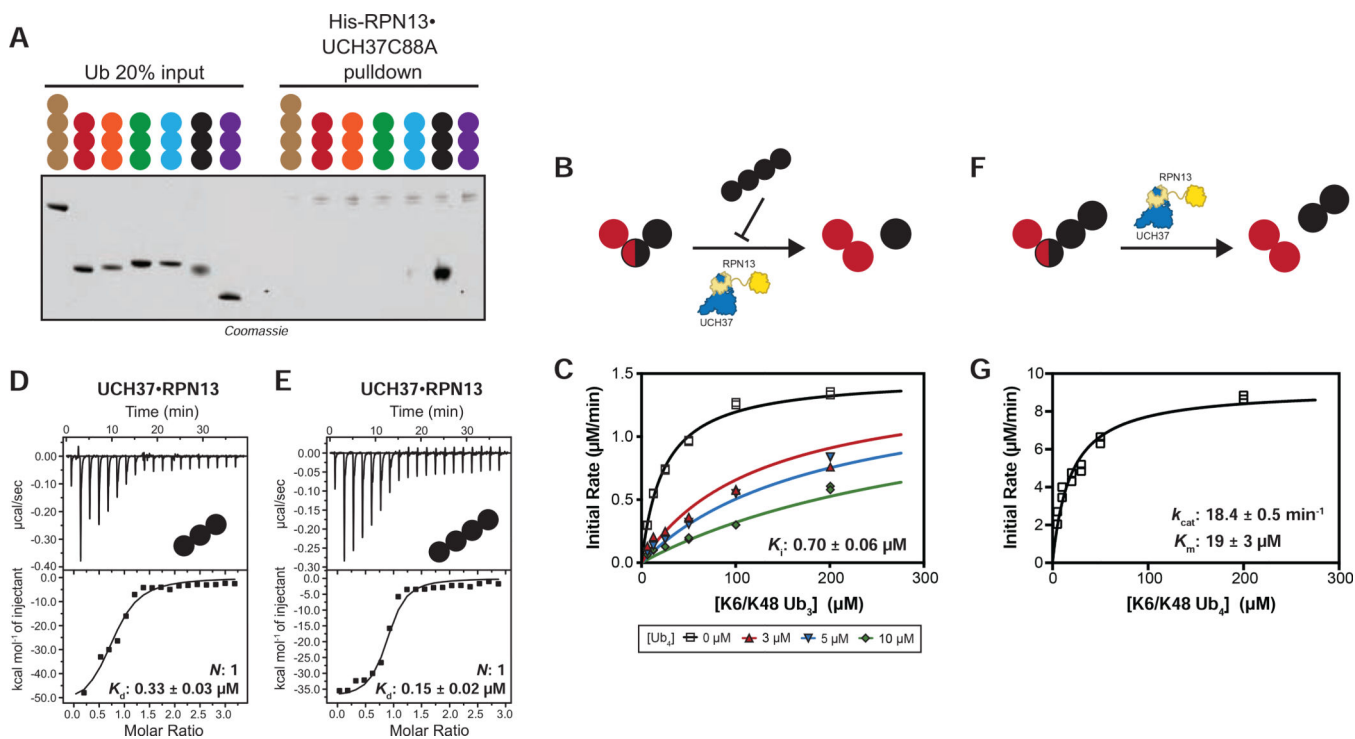 A
Ub 20% input
His-RPN13•
UCH37C88A
pulldown
Coomassie
B
RPN13
UCH37
F
RPN13
UCH37
D
UCH37•RPN13
Time (min)
0 10 20 30
0.00
-0.10
-0.20
-0.30
-0.40
µcal/sec
0.0
-10.0
-20.0
-30.0
-40.0
-50.0
kcal mol⁻¹ of injectant
N: 1
Kd: 0.33 ± 0.03 µM
0.0 0.5 1.0 1.5 2.0 2.5 3.0
Molar Ratio
E
UCH37•RPN13
Time (min)
0 10 20 30
0.00
-0.05
-0.10
-0.15
-0.20
-0.25
-0.30
µcal/sec
0.0
-5.0
-10.0
-15.0
-20.0
-25.0
-30.0
-35.0
kcal mol⁻¹ of injectant
N: 1
Kd: 0.15 ± 0.02 µM
0.0 0.5 1.0 1.5 2.0 2.5 3.0
Molar Ratio
C
1.5
1.0
0.5
0.0
Initial Rate (µM/min)
Ki: 0.70 ± 0.06 µM
0 100 200 300
[K6/K48 Ub₃] (µM)
[Ub₄] 0 µM 3 µM 5 µM 10 µM
G
10
8
6
4
2
0
Initial Rate (µM/min)
kcat: 18.4 ± 0.5 min⁻¹
Km: 19 ± 3 µM
0 100 200 300
[K6/K48 Ub₄] (µM)